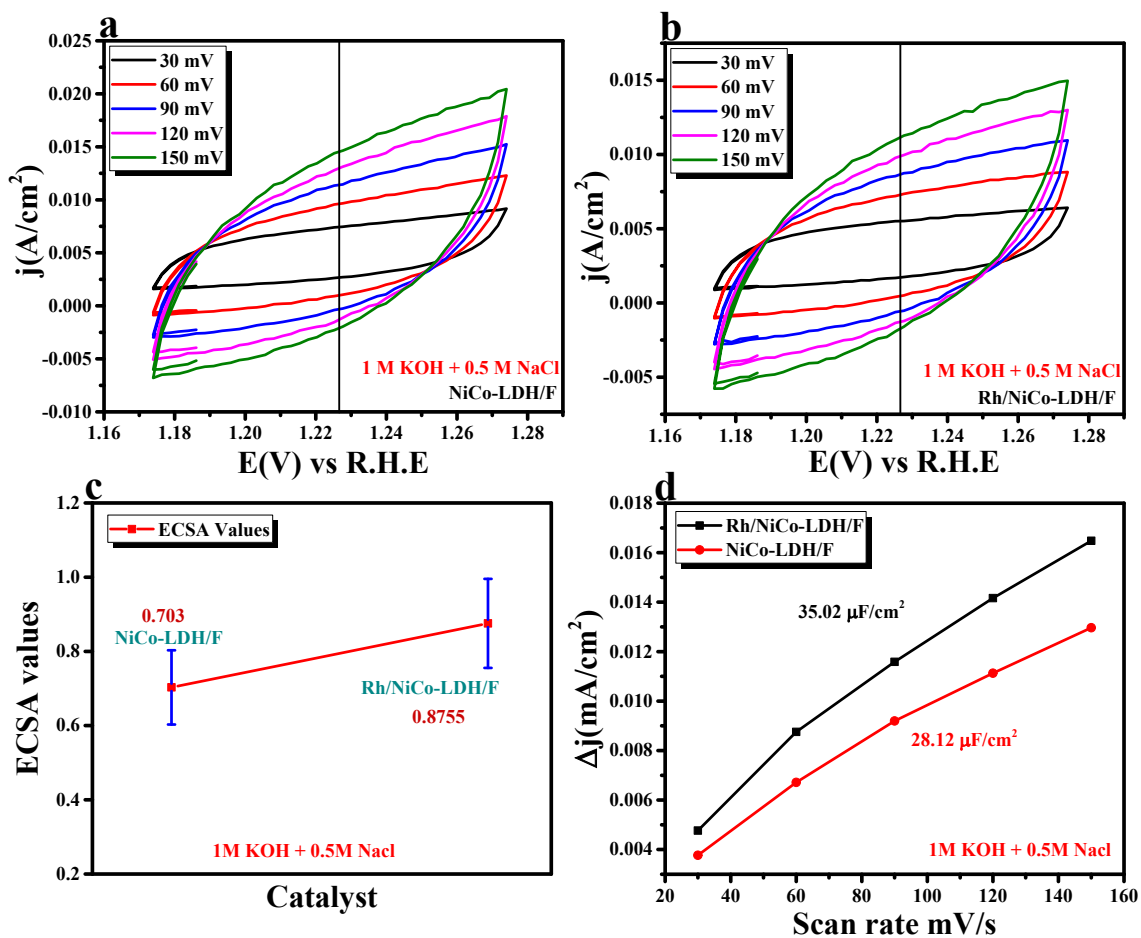 a
0.025
0.020
0.015
0.010
0.005
0.000
-0.005
-0.010
j(A/cm²)
30 mV
60 mV
90 mV
120 mV
150 mV
1 M KOH + 0.5 M NaCl
NiCo-LDH/F
1.16 1.18 1.20 1.22 1.24 1.26 1.28
E(V) vs R.H.E
b
0.015
0.010
0.005
0.000
-0.005
j(A/cm²)
30 mV
60 mV
90 mV
120 mV
150 mV
1 M KOH + 0.5 M NaCl
Rh/NiCo-LDH/F
1.16 1.18 1.20 1.22 1.24 1.26 1.28
E(V) vs R.H.E
c
1.2
1.0
0.8
0.6
0.4
0.2
ECSA values
ECSA Values
0.703
NiCo-LDH/F
Rh/NiCo-LDH/F
0.8755
1M KOH + 0.5M Nacl
Catalyst
d
0.018
0.016
0.014
0.012
0.010
0.008
0.006
0.004
Δj(mA/cm²)
Rh/NiCo-LDH/F
NiCo-LDH/F
35.02 μF/cm²
28.12 μF/cm²
1M KOH + 0.5M Nacl
20 40 60 80 100 120 140 160
Scan rate mV/s